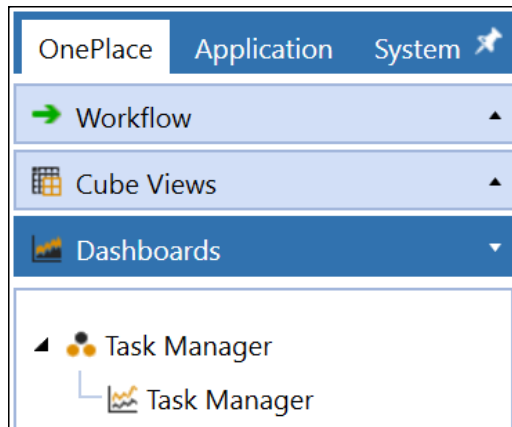 OnePlace Application System
Workflow
Cube Views
Dashboards
Task Manager
Task Manager